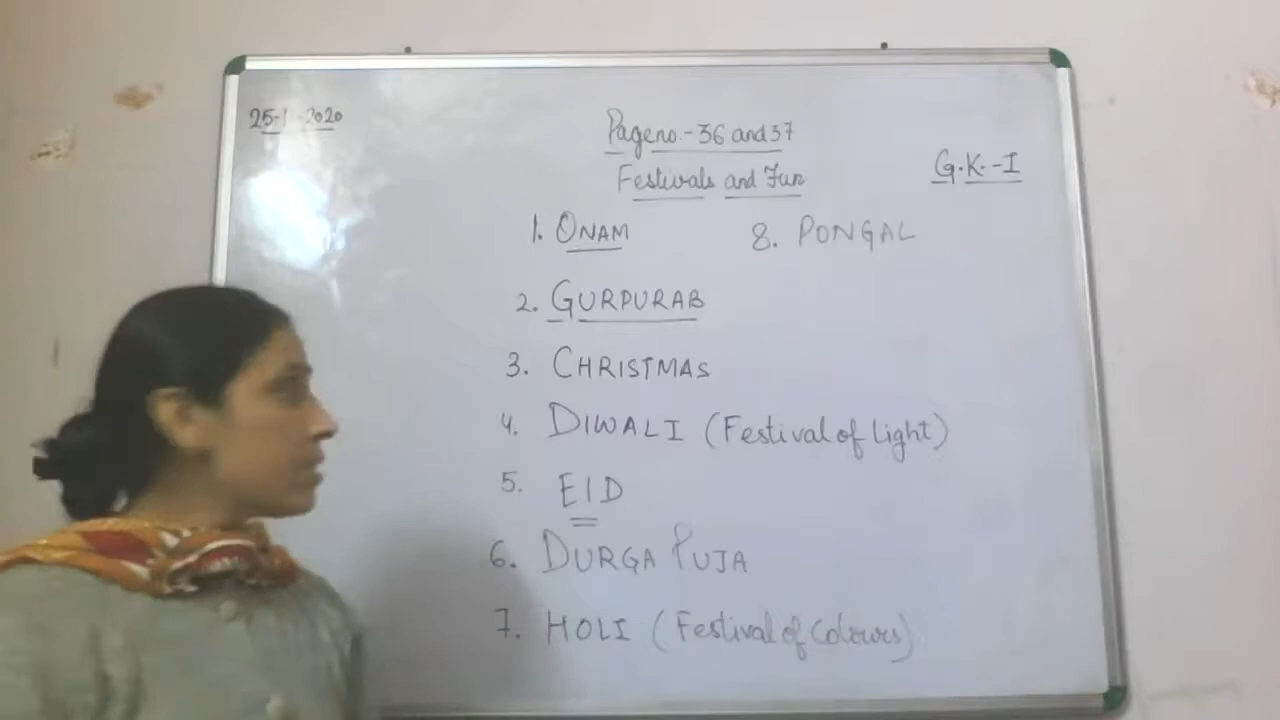 25-1-2020
Page no.-36 and 37
Festivals and Fun
G.K.-I
1. ONAM
8. PONGAL
2. GURPURAB
3. CHRISTMAS
4. DIWALI (Festival of Light)
5. EID
6. DURGA PUJA
7. HOLI (Festival of Colours)